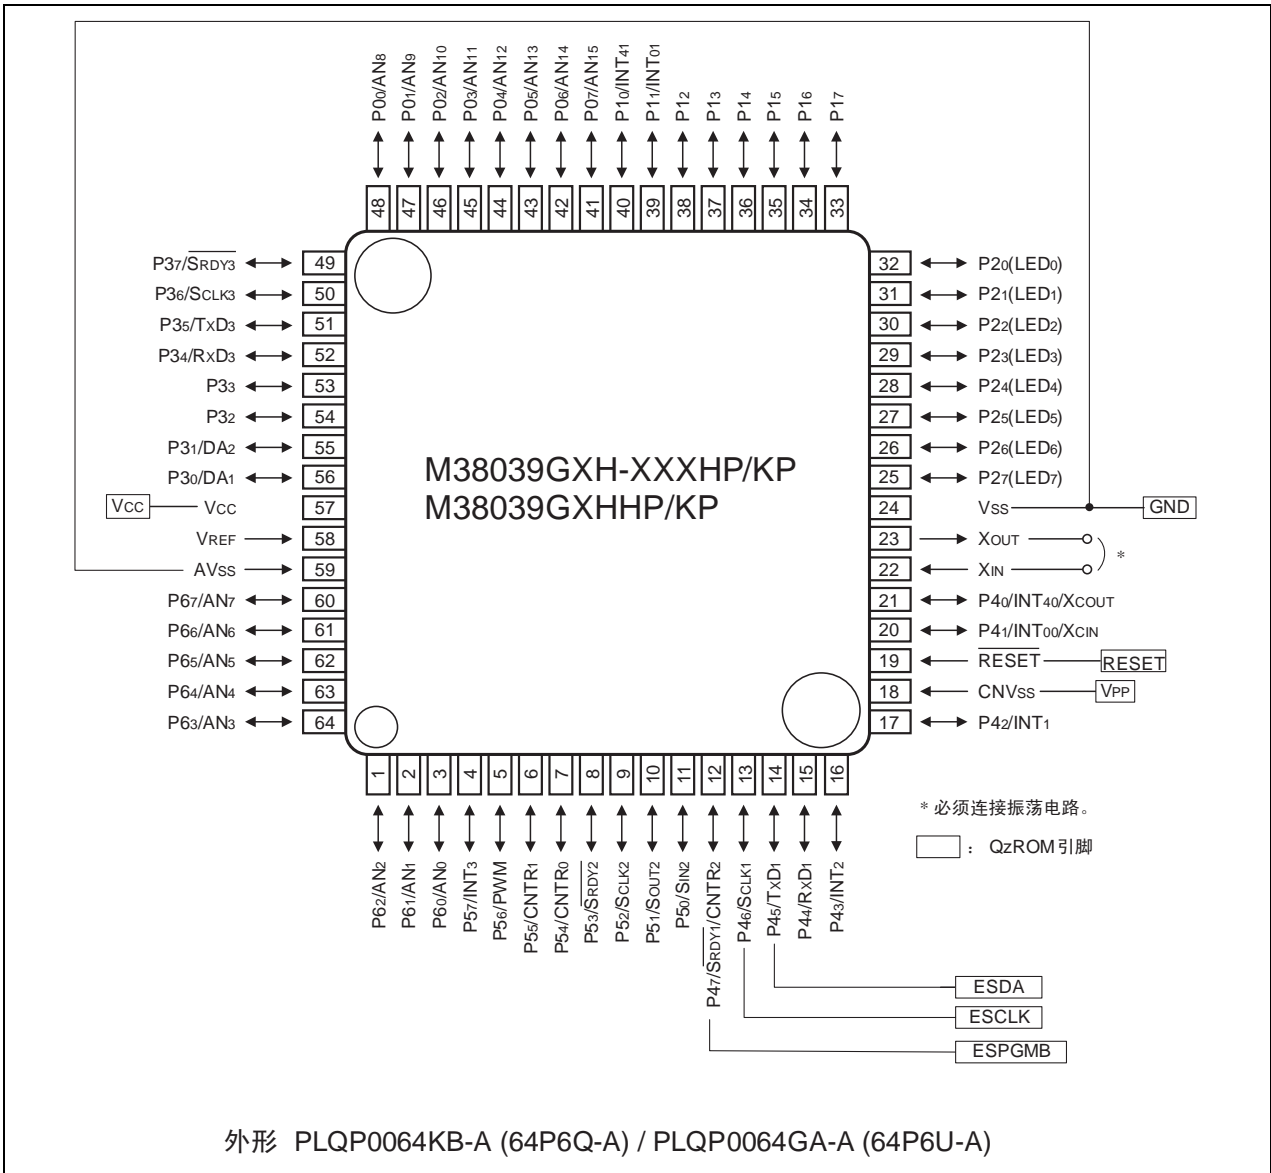 P00/AN8
P01/AN9
P02/AN10
P03/AN11
P04/AN12
P05/AN13
P06/AN14
P07/AN15
P10/INT41
P11/INT01
P12
P13
P14
P15
P16
P17
48 47 46 45 44 43 42 41 40 39 38 37 36 35 34 33
P37/SRDY3 49
P36/SCLK3 50
P35/TXD3 51
P34/RXD3 52
P33 53
P32 54
P31/DA2 55
P30/DA1 56
VCC VCC 57
VREF 58
AVSS 59
P67/AN7 60
P66/AN6 61
P65/AN5 62
P64/AN4 63
P63/AN3 64
M38039GXH-XXXHP/KP
M38039GXHHP/KP
32 P20(LED0)
31 P21(LED1)
30 P22(LED2)
29 P23(LED3)
28 P24(LED4)
27 P25(LED5)
26 P26(LED6)
25 P27(LED7)
24 VSS GND
23 XOUT
*
22 XIN
21 P40/INT40/XCOUT
20 P41/INT00/XCIN
19 RESET RESET
18 CNVSS VPP
17 P42/INT1
1 2 3 4 5 6 7 8 9 10 11 12 13 14 15 16
P62/AN2
P61/AN1
P60/AN0
P57/INT3
P56/PWM
P55/CNTR1
P54/CNTR0
P53/SRDY2
P52/SCLK2
P51/SOUT2
P50/SIN2
P47/SRDY1/CNTR2
P46/SCLK1
P45/TXD1
P44/RXD1
P43/INT2
* 必须连接振荡电路。
： QzROM引脚
ESDA
ESCLK
ESPGMB
外形 PLQP0064KB-A (64P6Q-A) / PLQP0064GA-A (64P6U-A)